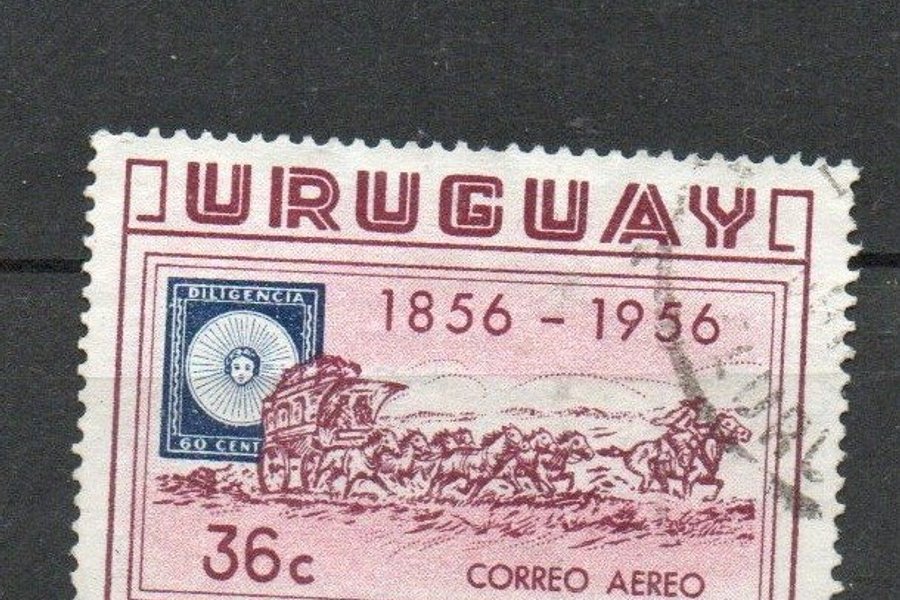 URUGUAY
DILIGENCIA
1856 - 1956
60 CENT
36c
CORREO AEREO